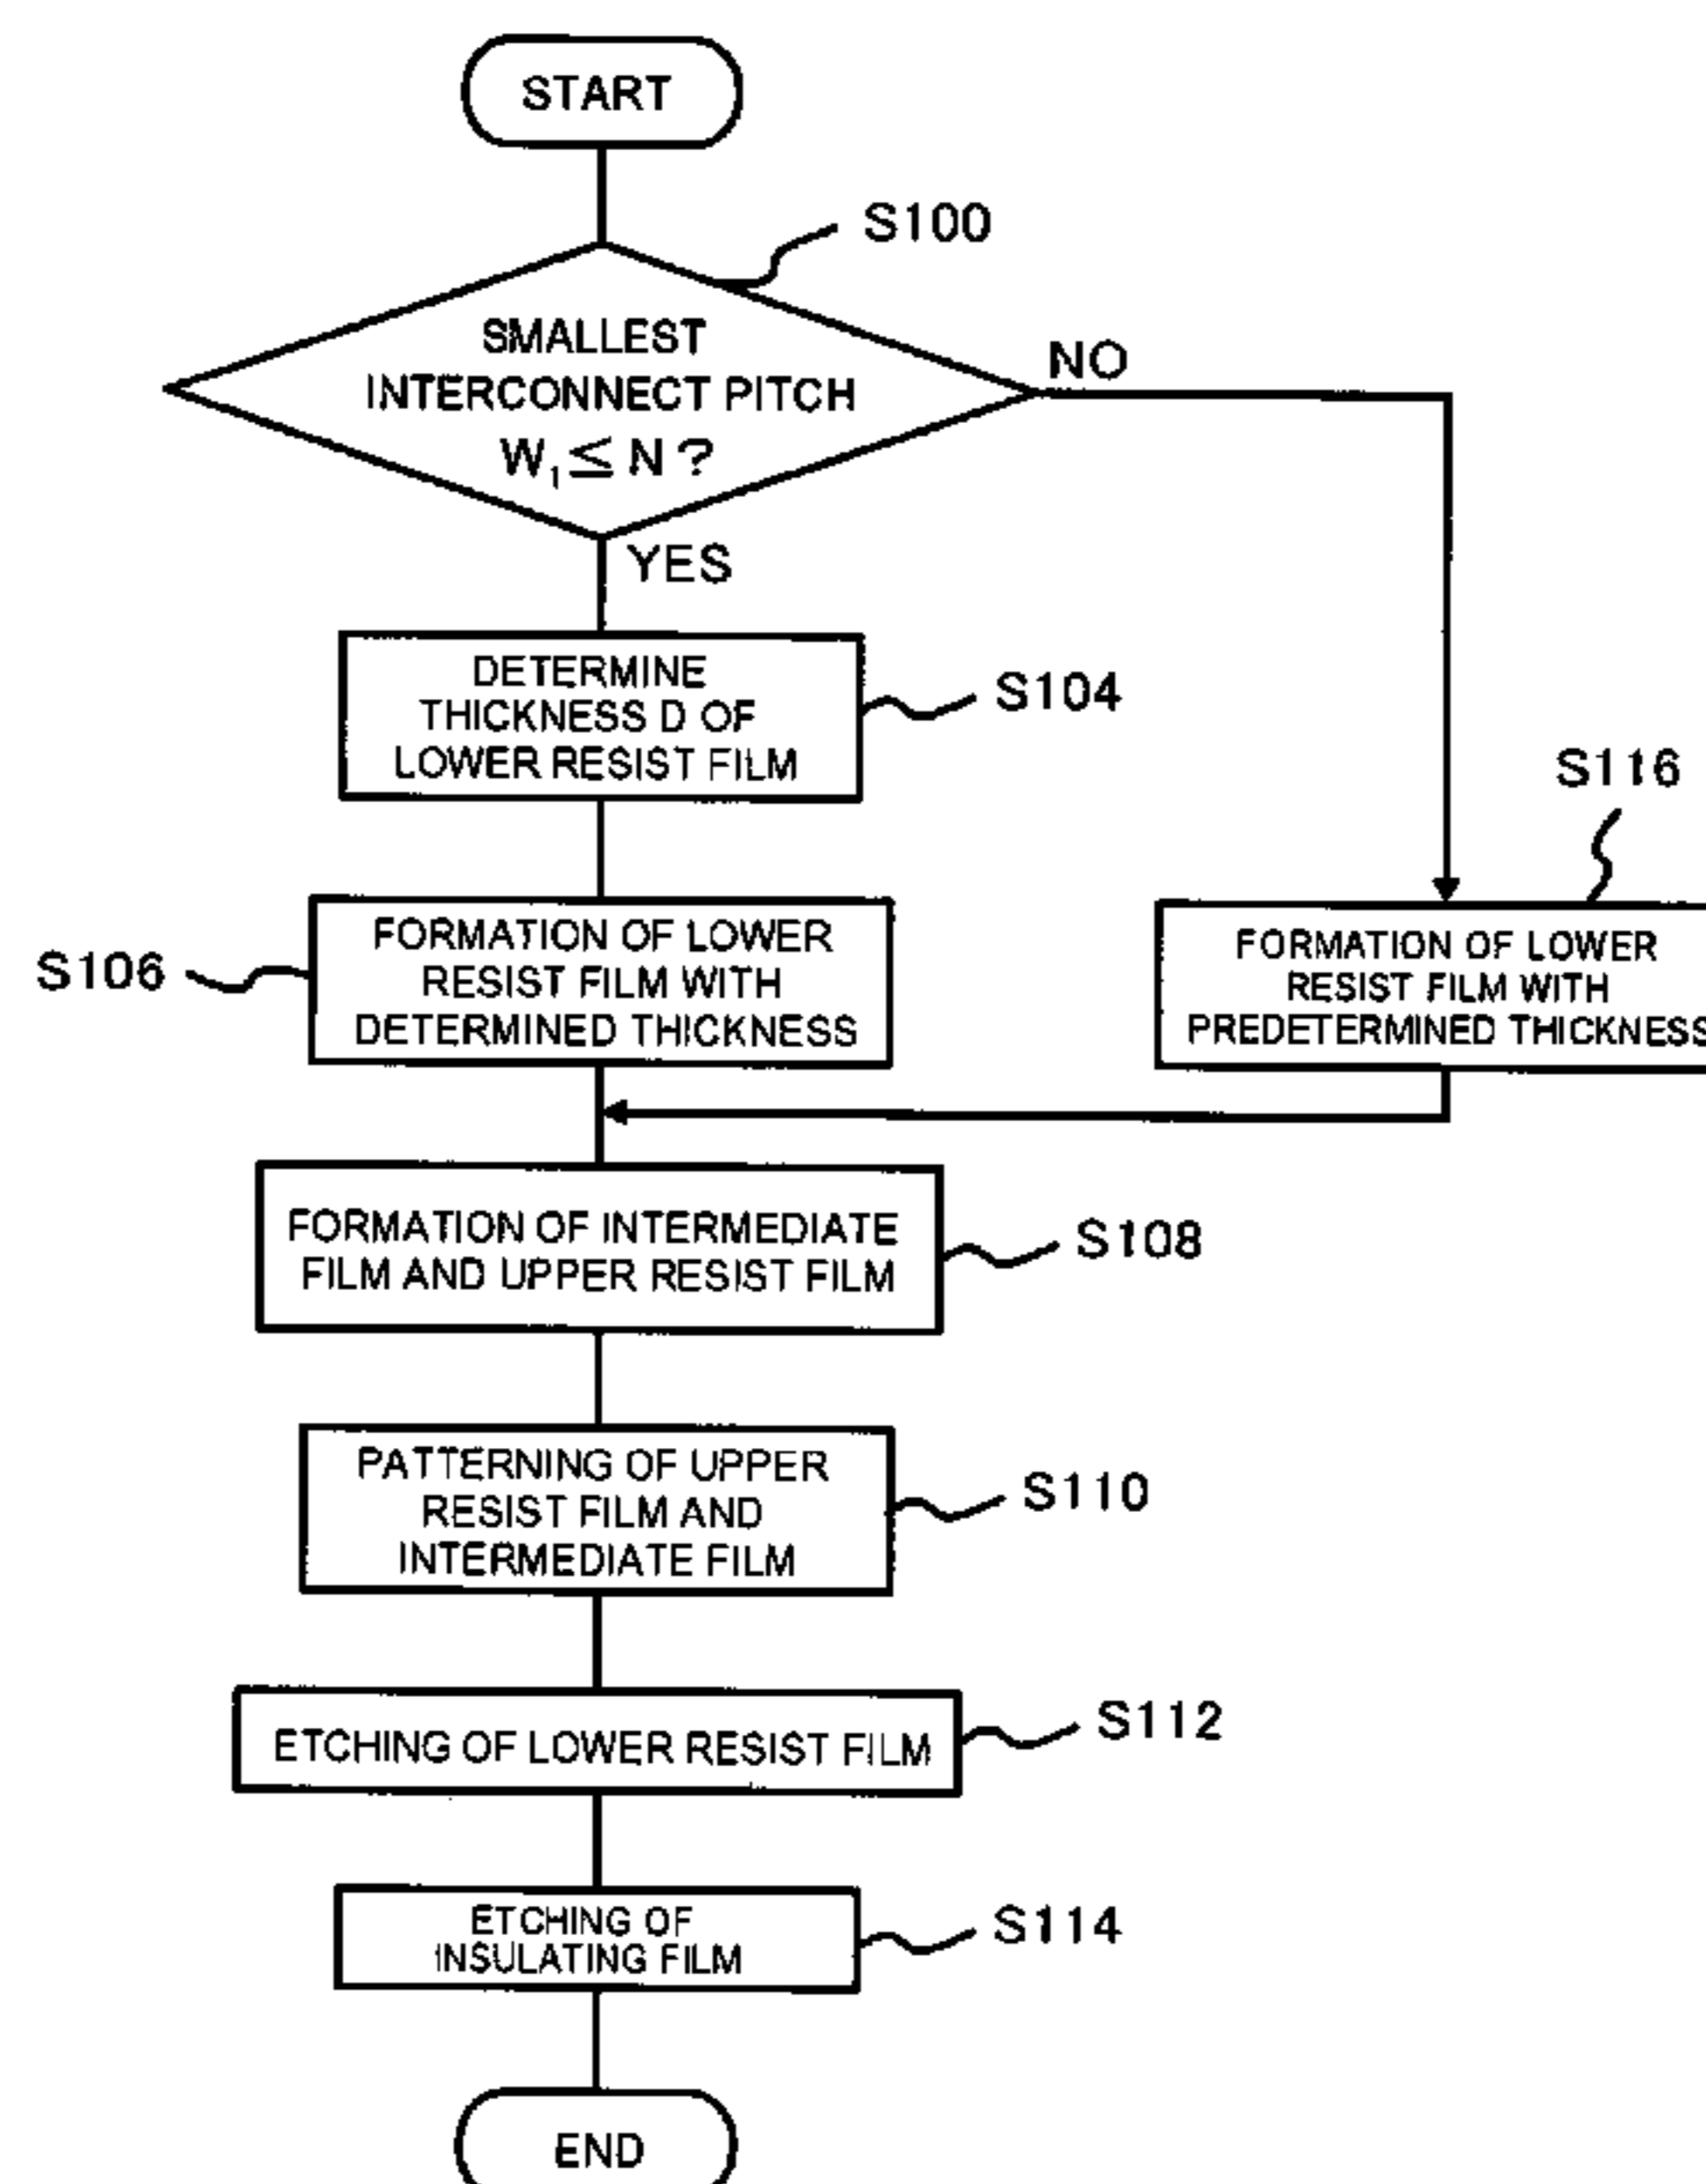 START
S100
SMALLEST
INTERCONNECT PITCH
W₁≦N?
NO
YES
DETERMINE
THICKNESS D OF
LOWER RESIST FILM
S104
S116
S106
FORMATION OF LOWER
RESIST FILM WITH
DETERMINED THICKNESS
FORMATION OF LOWER
RESIST FILM WITH
PREDETERMINED THICKNESS
FORMATION OF INTERMEDIATE
FILM AND UPPER RESIST FILM
S108
PATTERNING OF UPPER
RESIST FILM AND
INTERMEDIATE FILM
S110
ETCHING OF LOWER RESIST FILM
S112
ETCHING OF
INSULATING FILM
S114
END